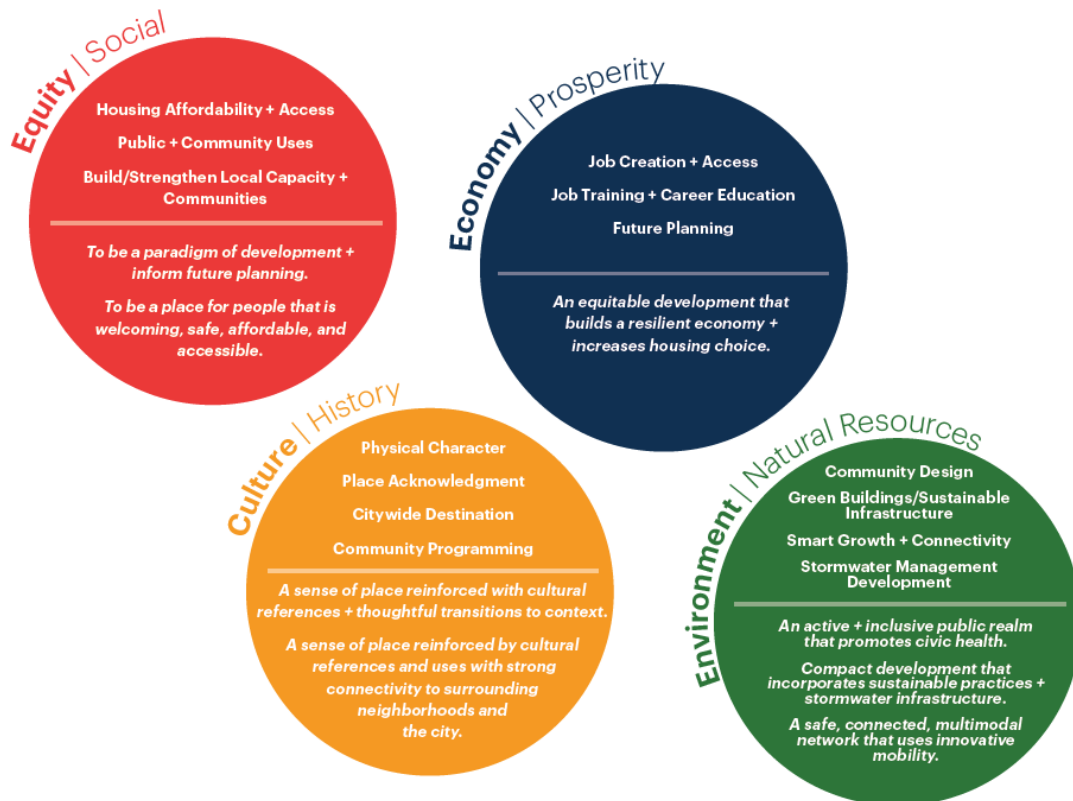 Equity | Social
Housing Affordability + Access
Public + Community Uses
Build/Strengthen Local Capacity +
Communities
To be a paradigm of development +
inform future planning.
To be a place for people that is
welcoming, safe, affordable, and
accessible.
Economy | Prosperity
Job Creation + Access
Job Training + Career Education
Future Planning
An equitable development that
builds a resilient economy +
increases housing choice.
Culture | History
Physical Character
Place Acknowledgment
Citywide Destination
Community Programming
A sense of place reinforced with cultural
references + thoughtful transitions to context.
A sense of place reinforced by cultural
references and uses with strong
connectivity to surrounding
neighborhoods and
the city.
Environment | Natural Resources
Community Design
Green Buildings/Sustainable
Infrastructure
Smart Growth + Connectivity
Stormwater Management
Development
An active + inclusive public realm
that promotes civic health.
Compact development that
incorporates sustainable practices +
stormwater infrastructure.
A safe, connected, multimodal
network that uses innovative
mobility.